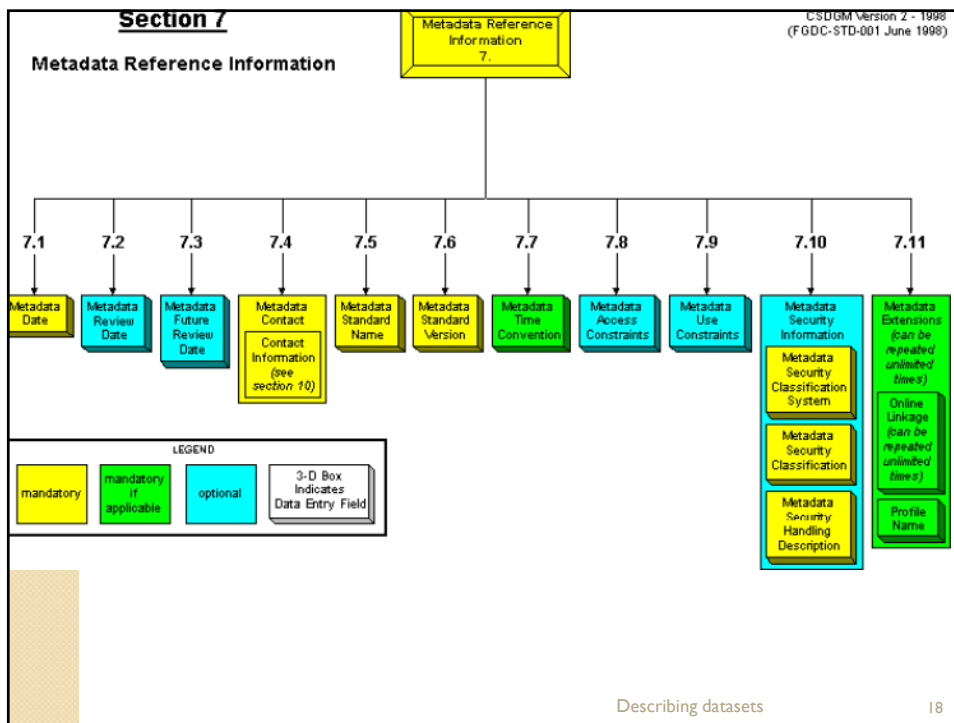 Section 7
Metadata Reference Information
Metadata Reference
Information
7.
CSDGM Version 2 - 1998
(FGDC-STD-001 June 1998)
7.1
7.2
7.3
7.4
7.5
7.6
7.7
7.8
7.9
7.10
7.11
Metadata
Date
Metadata
Review
Date
Metadata
Future
Review
Date
Metadata
Contact
Contact
Information
(see
section 10)
Metadata
Standard
Name
Metadata
Standard
Version
Metadata
Time
Convention
Metadata
Access
Constraints
Metadata
Use
Constraints
Metadata
Security
Information
Metadata
Security
Classification
System
Metadata
Security
Classification
Metadata
Security
Handling
Description
Metadata
Extensions
(can be
repeated
unlimited
times)
Online
Linkage
(can be
repeated
unlimited
times)
Profile
Name
LEGEND
mandatory
mandatory
if
applicable
optional
3-D Box
Indicates
Data Entry Field
Describing datasets
18